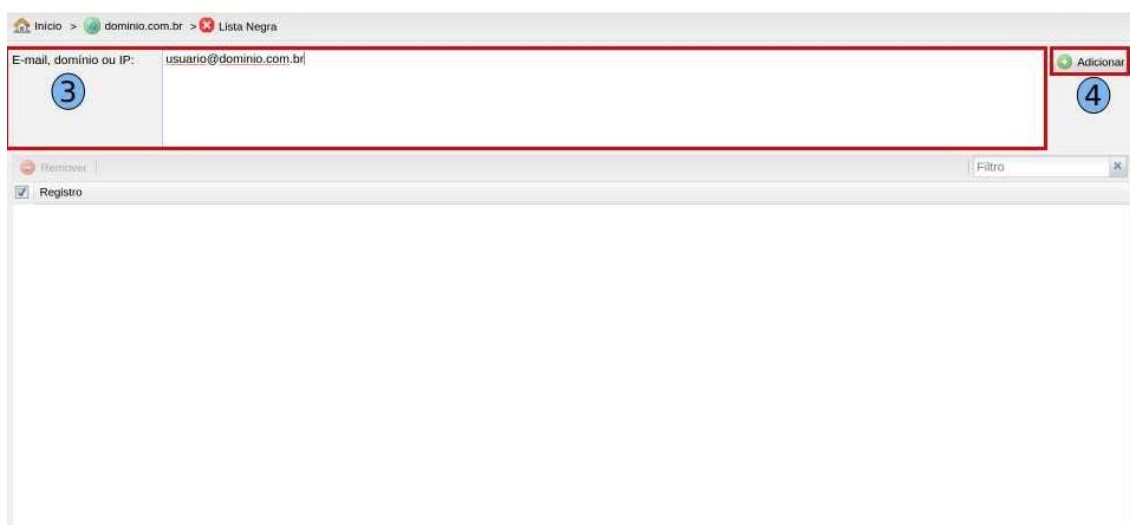 Início > dominio.com.br > Lista Negra
E-mail, domínio ou IP: usuario@dominio.com.br Adicionar
3 4
Remover Filtro
Registro